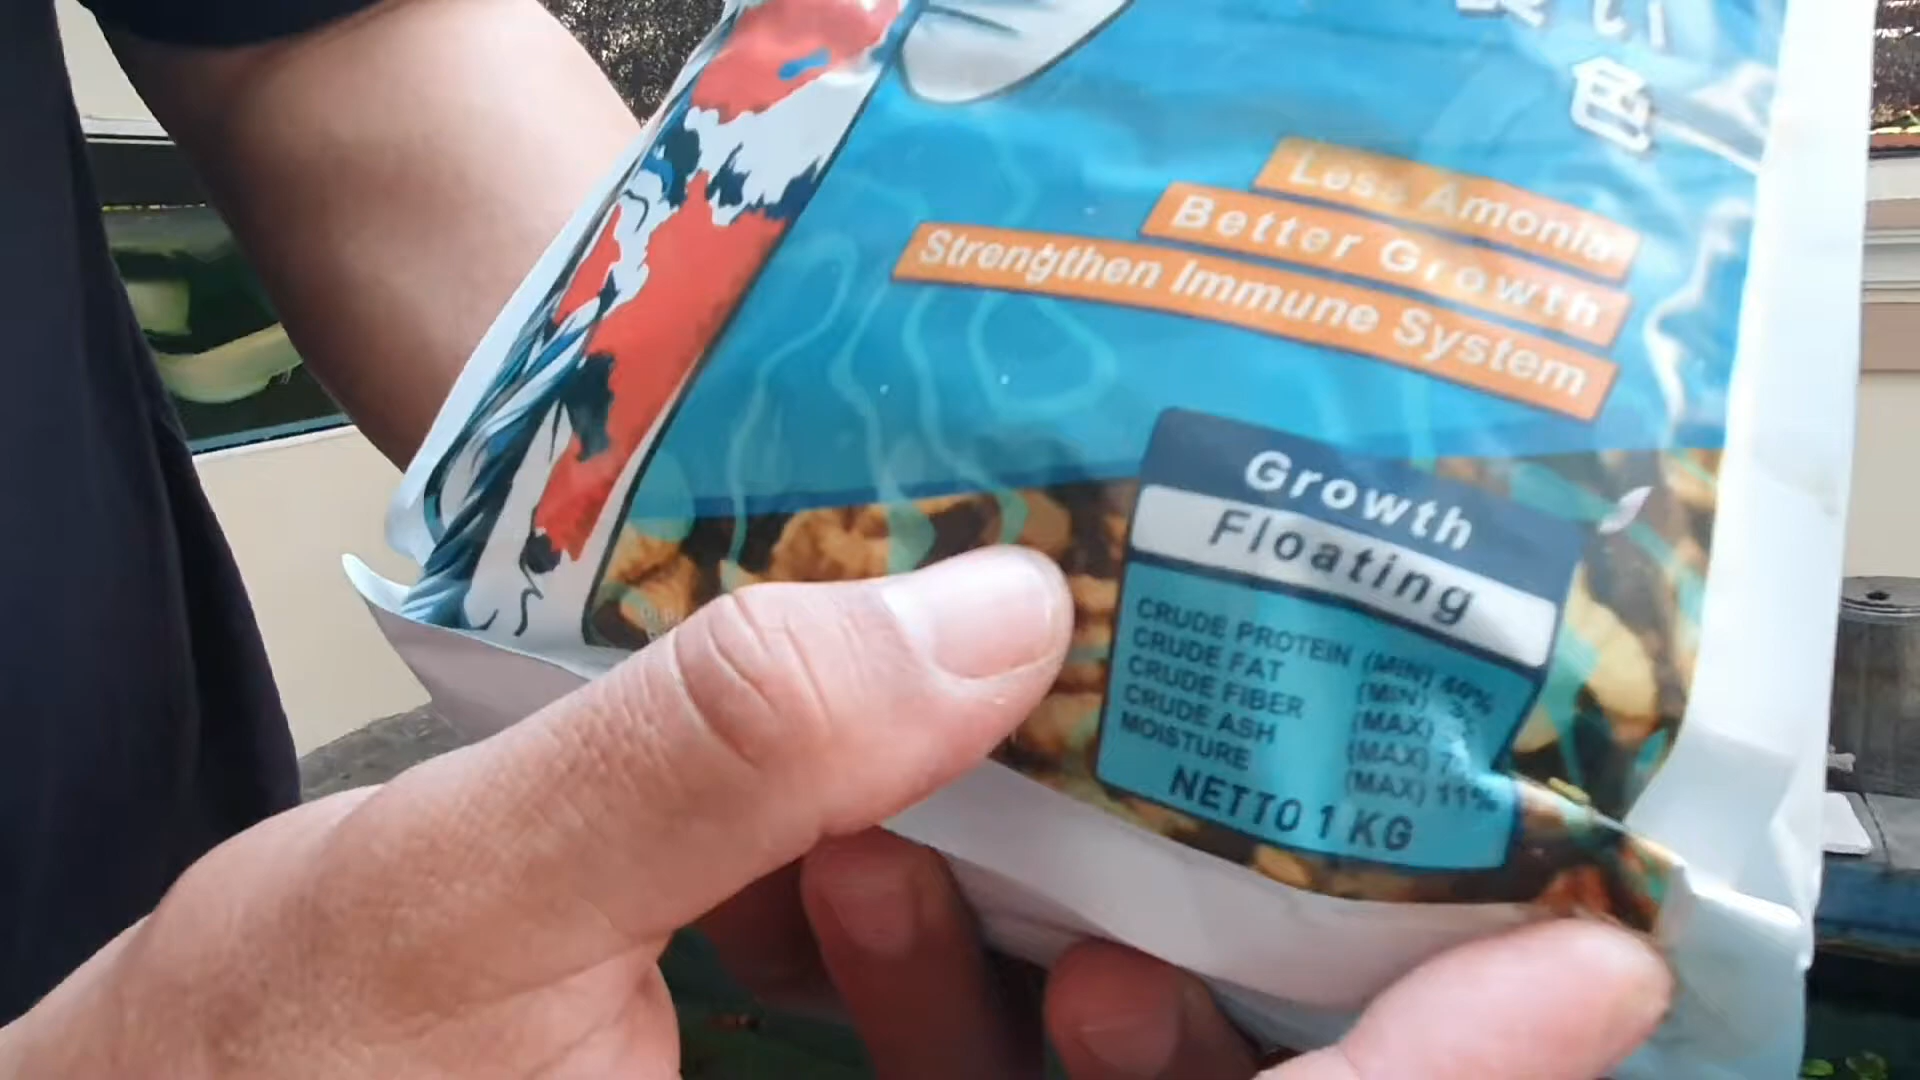 Less Amonia
Better Growth
Strengthen Immune System
Growth
Floating
CRUDE PROTEIN (MIN) 40%
CRUDE FAT (MIN)
CRUDE FIBER (MAX)
CRUDE ASH (MAX)
MOISTURE (MAX) 11%
NETTO 1 KG